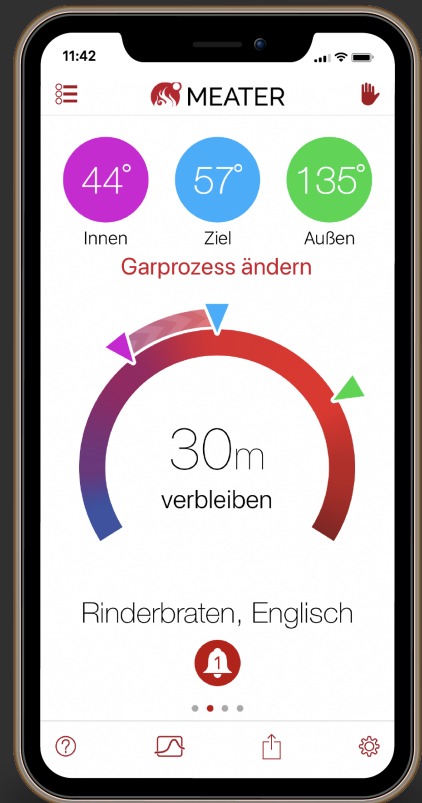 11:42
MEATER
44° 57° 135°
Innen Ziel Außen
Garprozess ändern
30m
verbleiben
Rinderbraten, Englisch
1
?